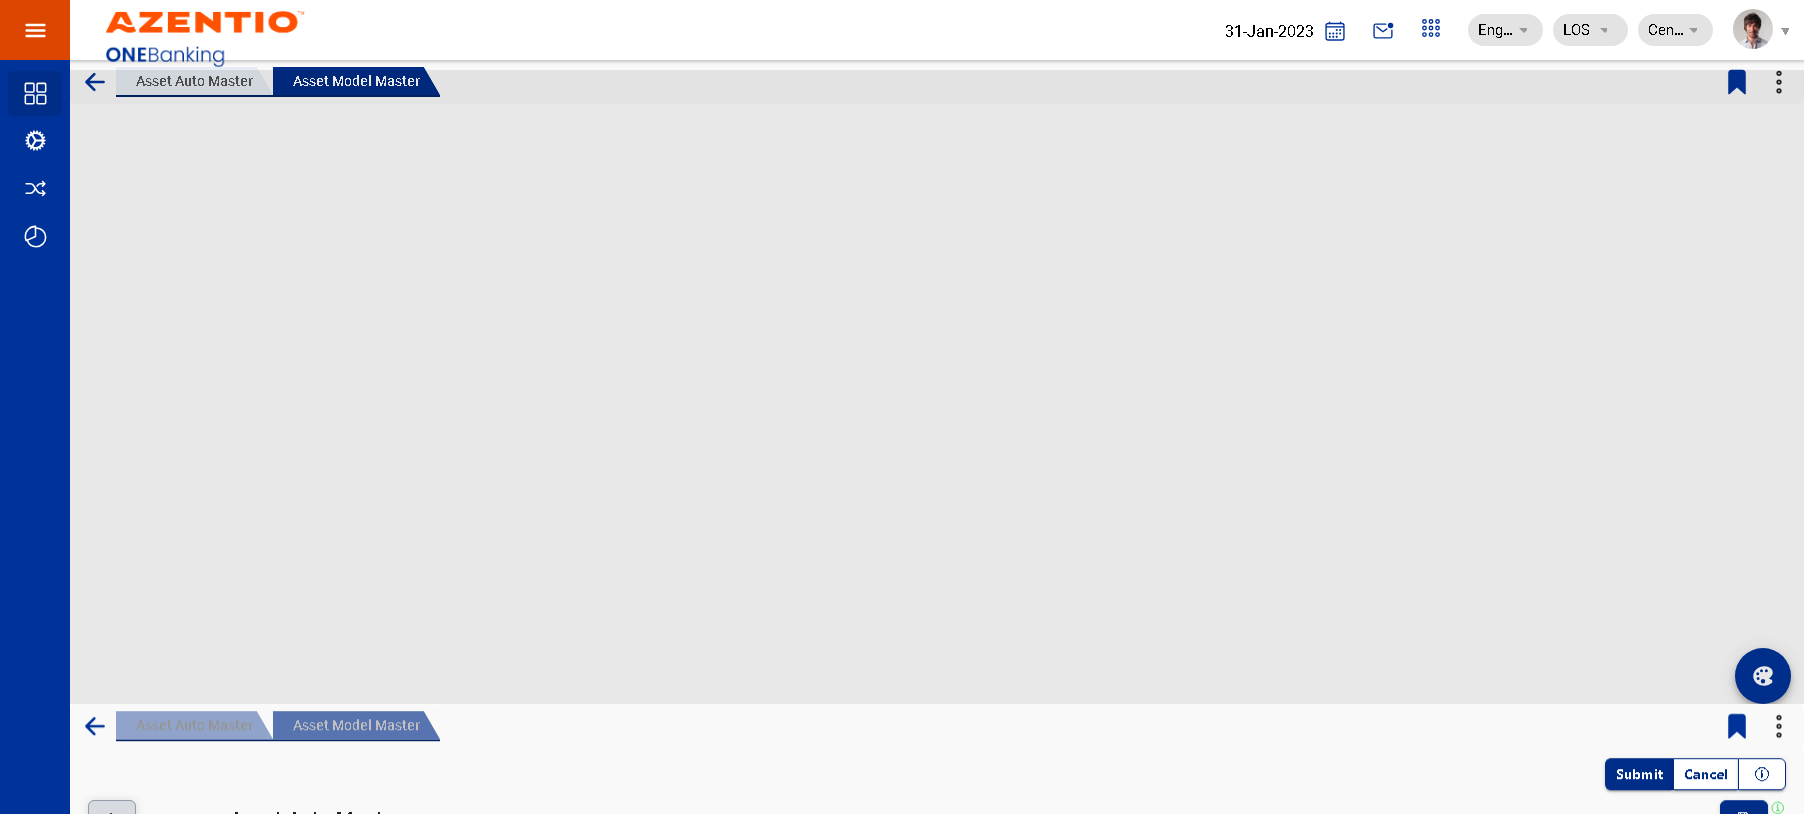 AZENTIO™
ONEBanking
31-Jan-2023
Eng...
LOS
Cen...
Asset Auto Master
Asset Model Master
Asset Auto Master
Asset Model Master
Submit
Cancel